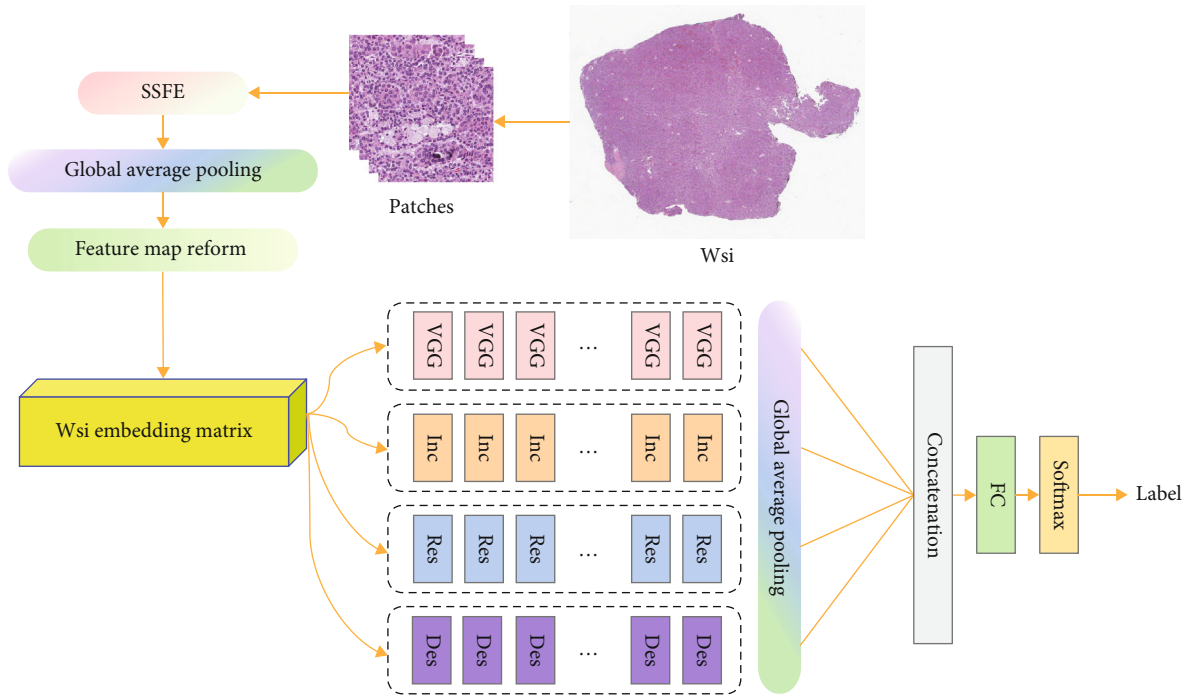 SSFE
Global average pooling
Feature map reform
Patches
Wsi
Wsi embedding matrix
VGG VGG VGG ... VGG VGG
Inc Inc Inc ... Inc Inc
Res Res Res ... Res Res
Des Des Des ... Des Des
Global average pooling
Concatenation
FC
Softmax
Label